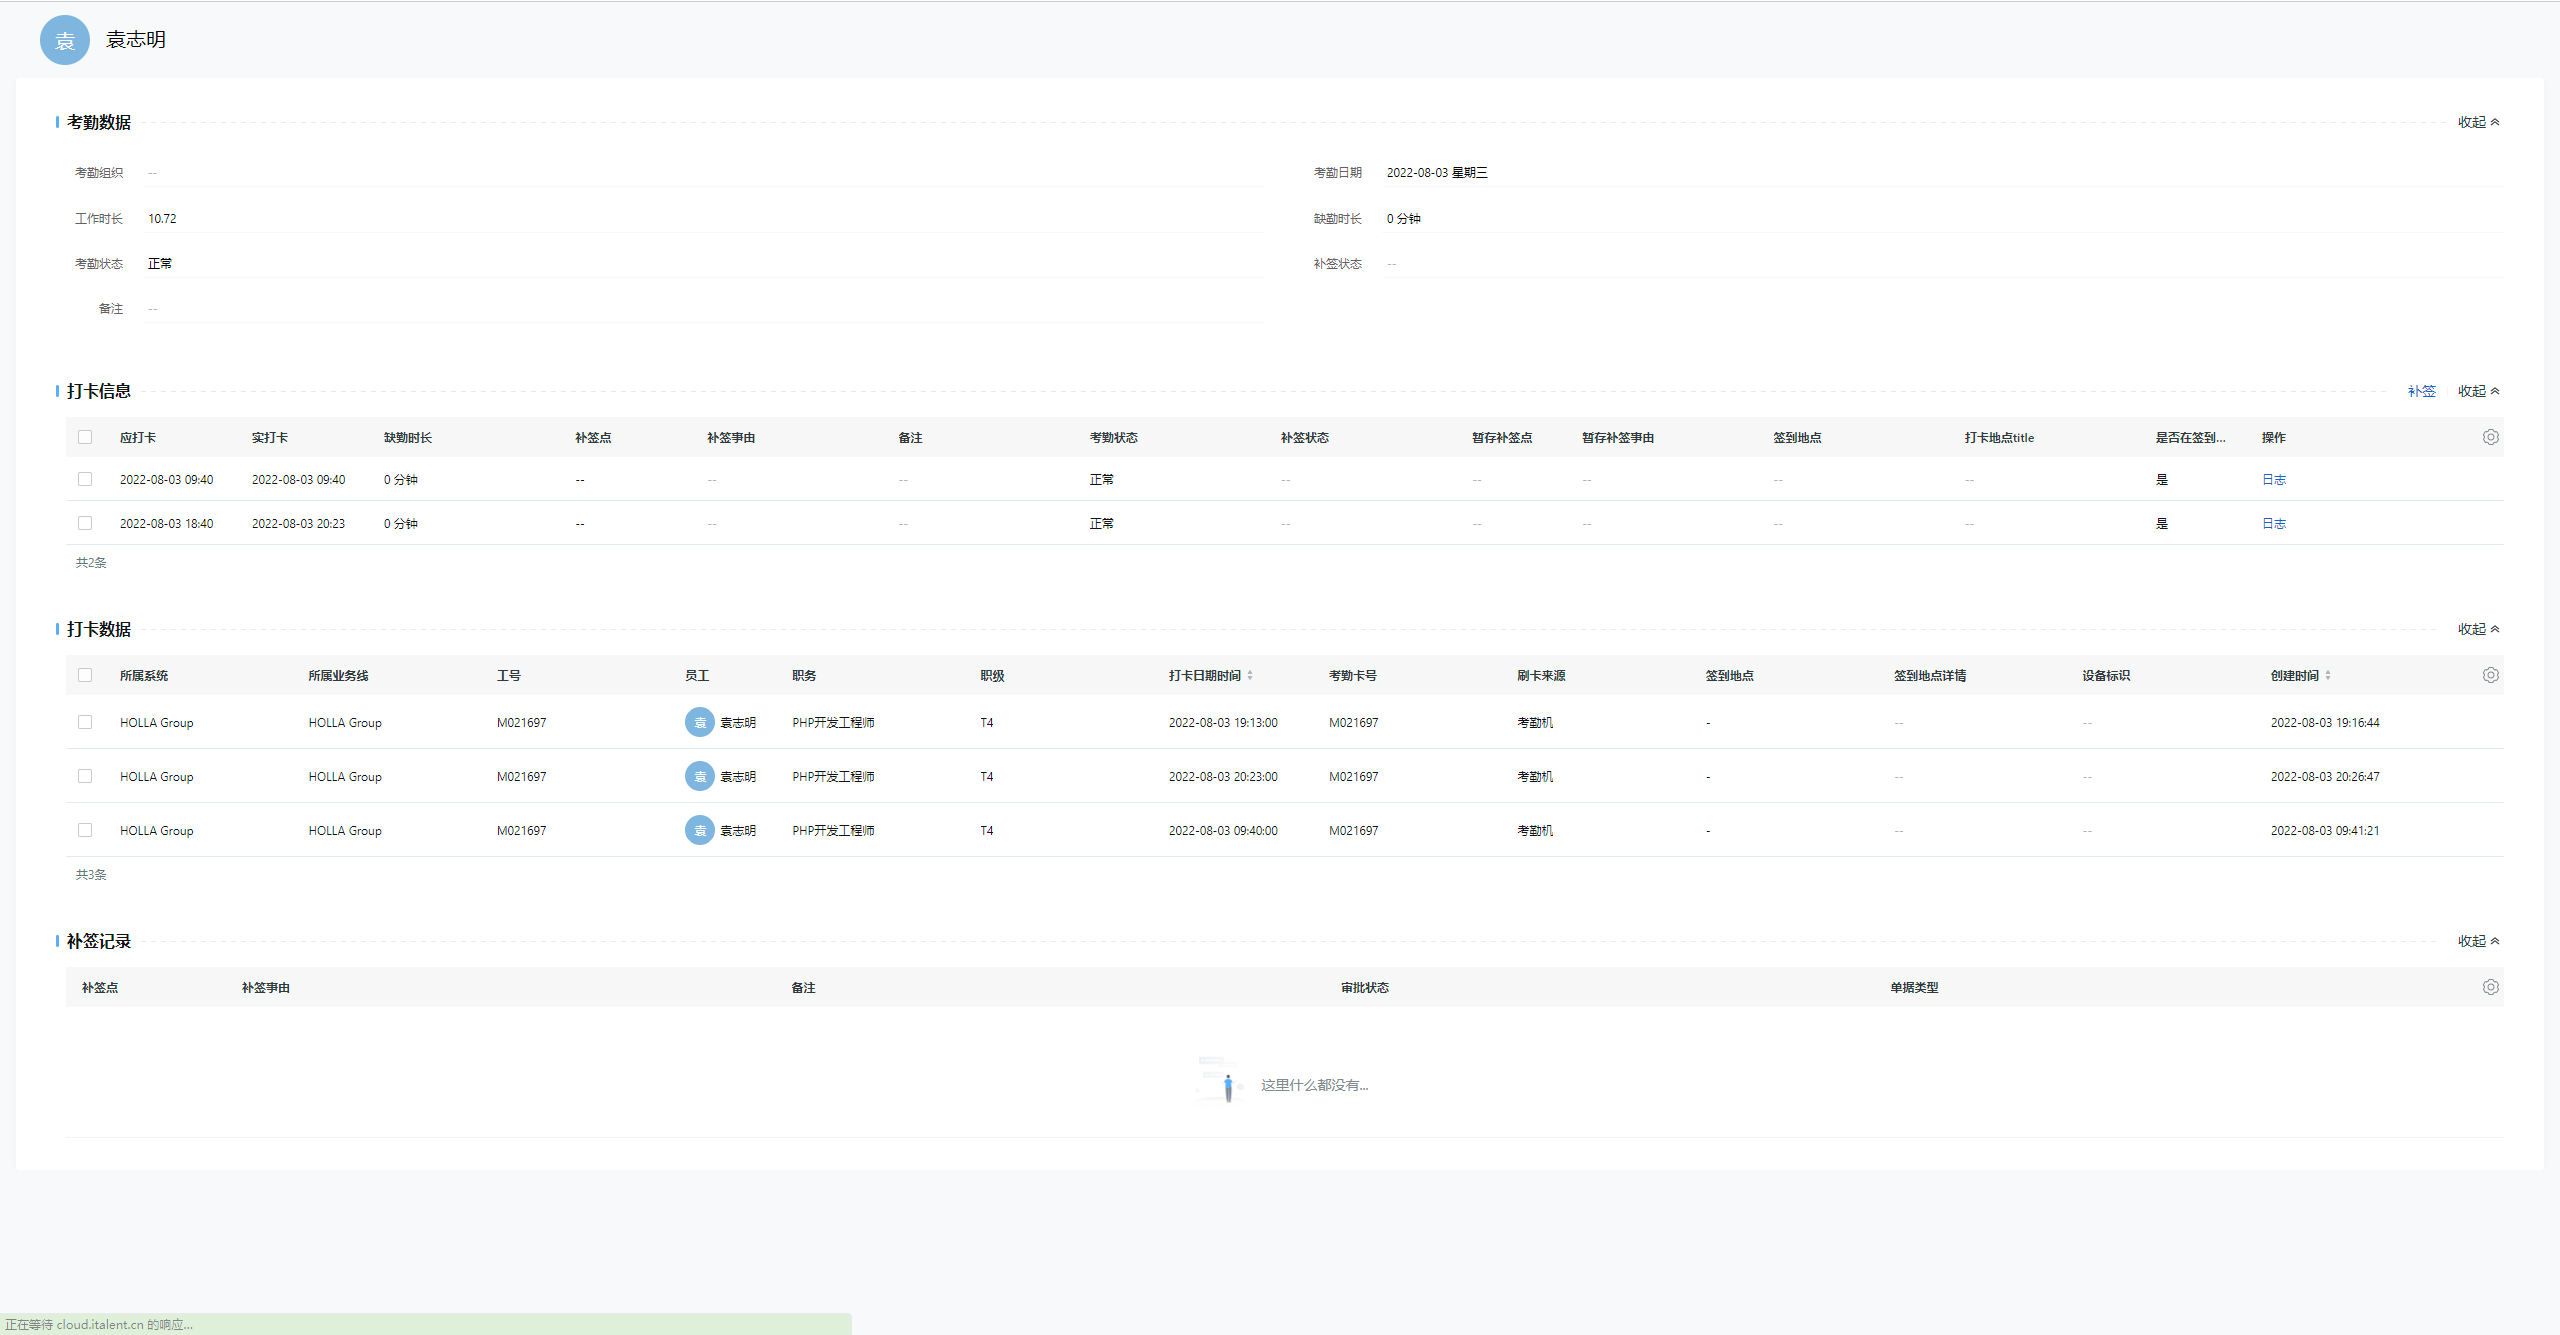 袁 袁志明
考勤数据 收起
考勤组织 -- 考勤日期 2022-08-03 星期三
工作时长 10.72 缺勤时长 0 分钟
考勤状态 正常 补签状态 --
备注 --
打卡信息 补签 收起
应打卡 实打卡 缺勤时长 补签点 补签事由 备注 考勤状态 补签状态 暂存补签点 暂存补签事由 签到地点 打卡地点title 是否在签到... 操作
2022-08-03 09:40 2022-08-03 09:40 0 分钟 -- -- -- 正常 -- -- -- -- -- 是 日志
2022-08-03 18:40 2022-08-03 20:23 0 分钟 -- -- -- 正常 -- -- -- -- -- 是 日志
共2条
打卡数据 收起
所属系统 所属业务线 工号 员工 职务 职级 打卡日期时间 考勤卡号 刷卡来源 签到地点 签到地点详情 设备标识 创建时间
HOLLA Group HOLLA Group M021697 袁 袁志明 PHP开发工程师 T4 2022-08-03 19:13:00 M021697 考勤机 - -- -- 2022-08-03 19:16:44
HOLLA Group HOLLA Group M021697 袁 袁志明 PHP开发工程师 T4 2022-08-03 20:23:00 M021697 考勤机 - -- -- 2022-08-03 20:26:47
HOLLA Group HOLLA Group M021697 袁 袁志明 PHP开发工程师 T4 2022-08-03 09:40:00 M021697 考勤机 - -- -- 2022-08-03 09:41:21
共3条
补签记录 收起
补签点 补签事由 备注 审批状态 单据类型
这里什么都没有...
正在等待 cloud.italent.cn 的响应...